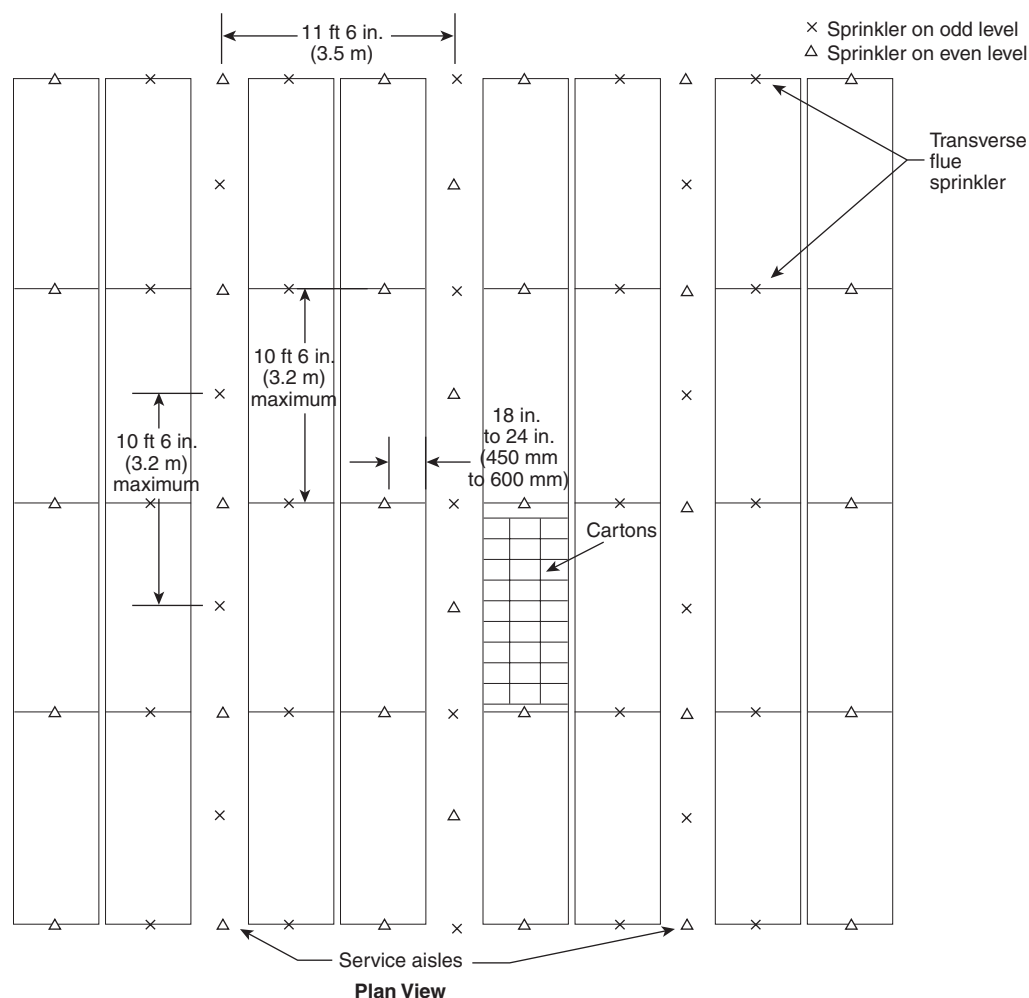 11 ft 6 in.
(3.5 m)
× Sprinkler on odd level
△ Sprinkler on even level
Transverse
flue
sprinkler
10 ft 6 in.
(3.2 m)
maximum
10 ft 6 in.
(3.2 m)
maximum
18 in.
to 24 in.
(450 mm
to 600 mm)
Cartons
Service aisles
Plan View